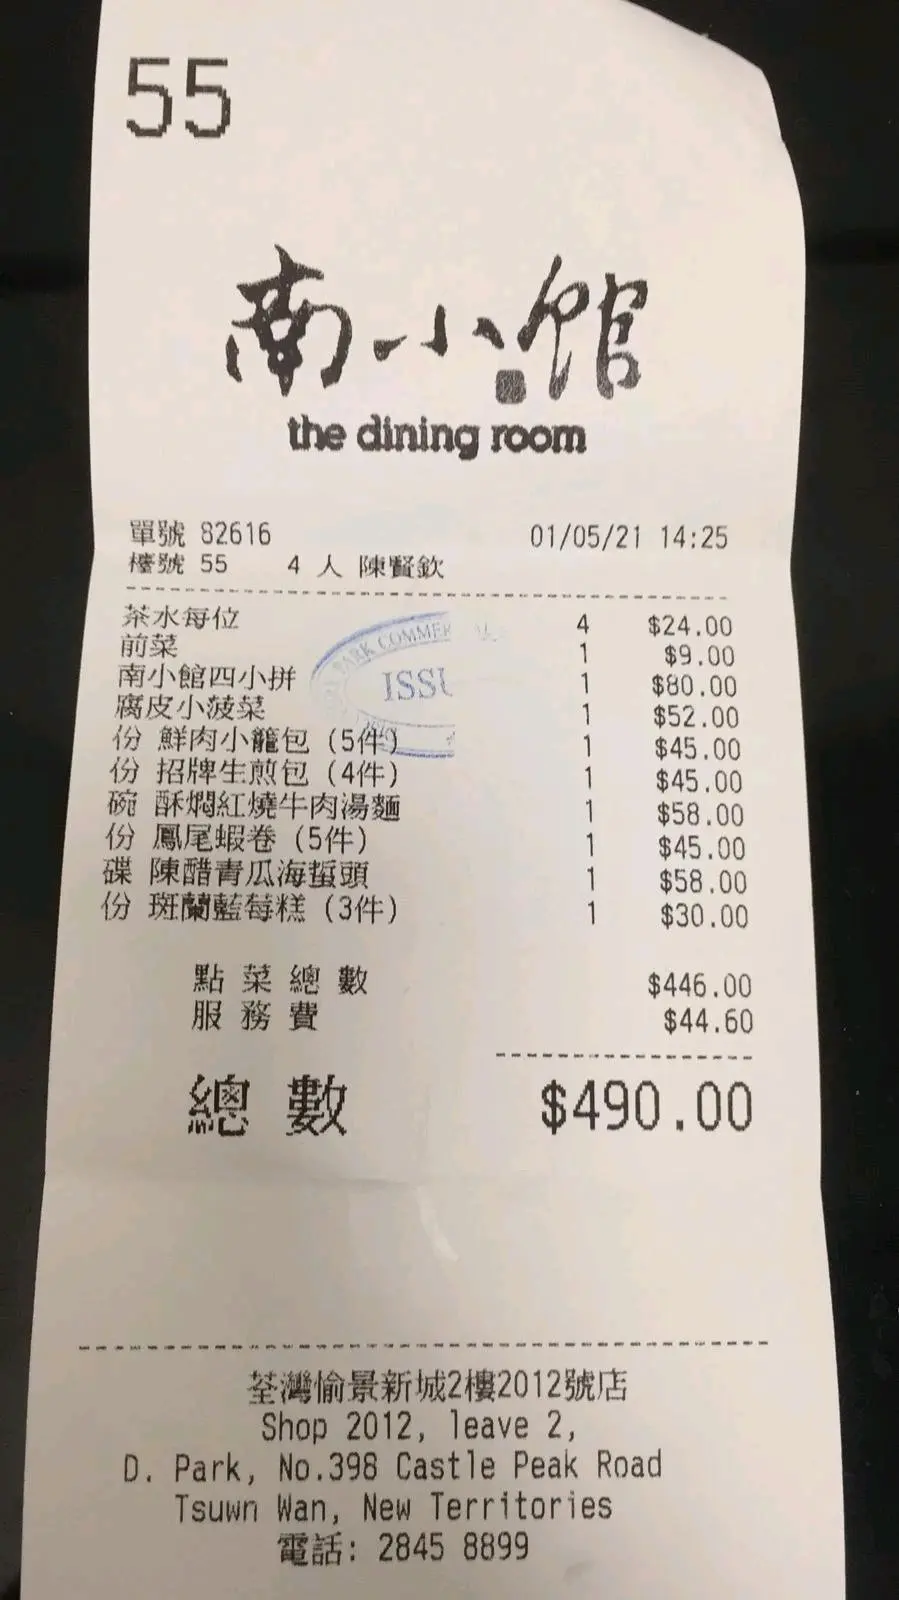 55
南小館
the dining room
單號 82616 01/05/21 14:25
檯號 55 4 人 陳賢欽
茶水每位 4 $24.00
前菜 1 $9.00
南小館四小拼 1 $80.00
腐皮小菠菜 1 $52.00
份 鮮肉小籠包 (5件) 1 $45.00
份 招牌生煎包 (4件) 1 $45.00
碗 酥燜紅燒牛肉湯麵 1 $58.00
份 鳳尾蝦卷 (5件) 1 $45.00
碟 陳醋青瓜海蜇頭 1 $58.00
份 斑蘭藍莓糕 (3件) 1 $30.00
PARK COMMER
ISSU
點菜總數 $446.00
服務費 $44.60
總數 $490.00
荃灣愉景新城2樓2012號店
Shop 2012, leave 2,
D. Park, No.398 Castle Peak Road
Tsuwn Wan, New Territories
電話: 2845 8899